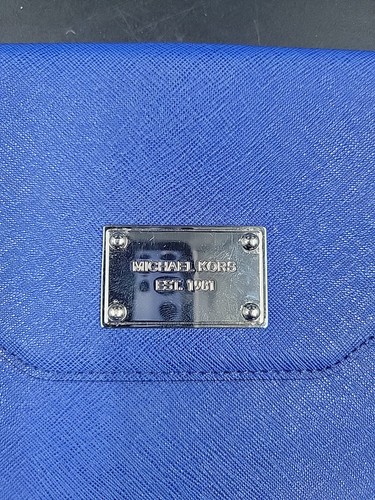 MICHAEL KORS
EST. 1981